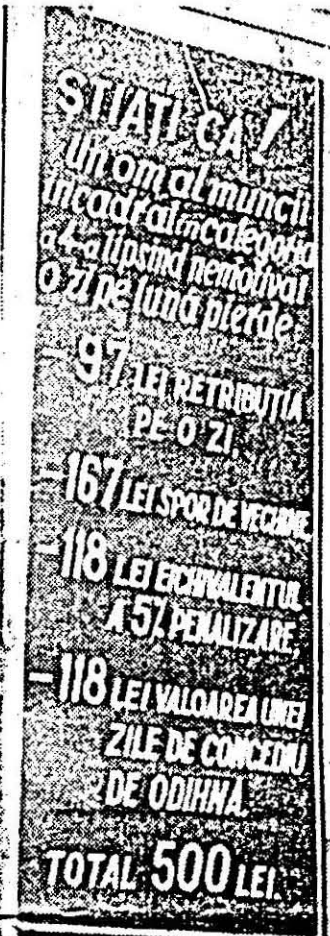 ŞTIAŢI CĂ!
un om al muncii
încadrat în categoria
a 4-a lipsind nemotivat
o zi pe lună pierde
-97 LEI RETRIBUŢIA
PE O ZI,
-167 LEI SPOR DE VECHIME,
-118 LEI ECHIVALENTUL
A 5% PENALIZARE,
-118 LEI VALOAREA UNEI
ZILE DE CONCEDIU
DE ODIHNĂ.
TOTAL 500 LEI.